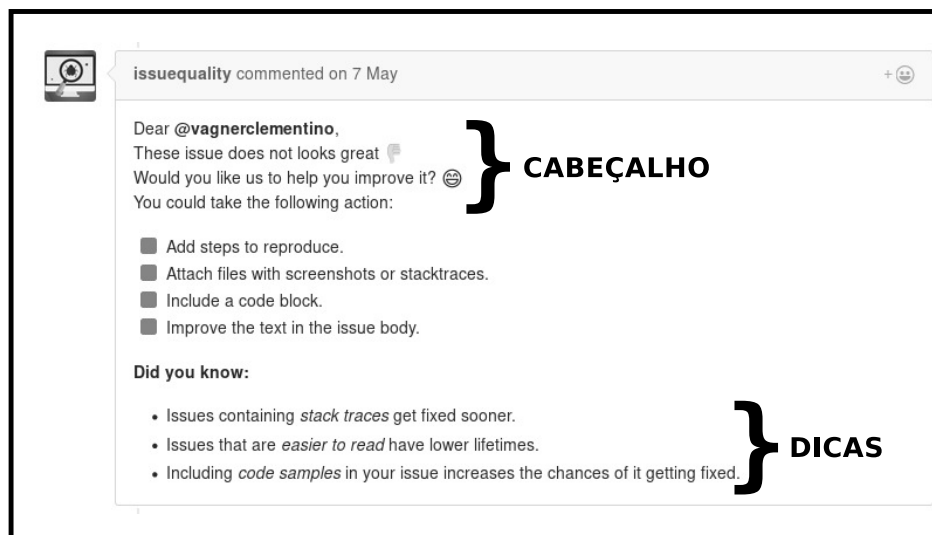 issuequality commented on 7 May
Dear @vagnerclementino,
These issue does not looks great
Would you like us to help you improve it?
You could take the following action:
CABEÇALHO
Add steps to reproduce.
Attach files with screenshots or stacktraces.
Include a code block.
Improve the text in the issue body.
Did you know:
• Issues containing stack traces get fixed sooner.
• Issues that are easier to read have lower lifetimes.
• Including code samples in your issue increases the chances of it getting fixed.
DICAS